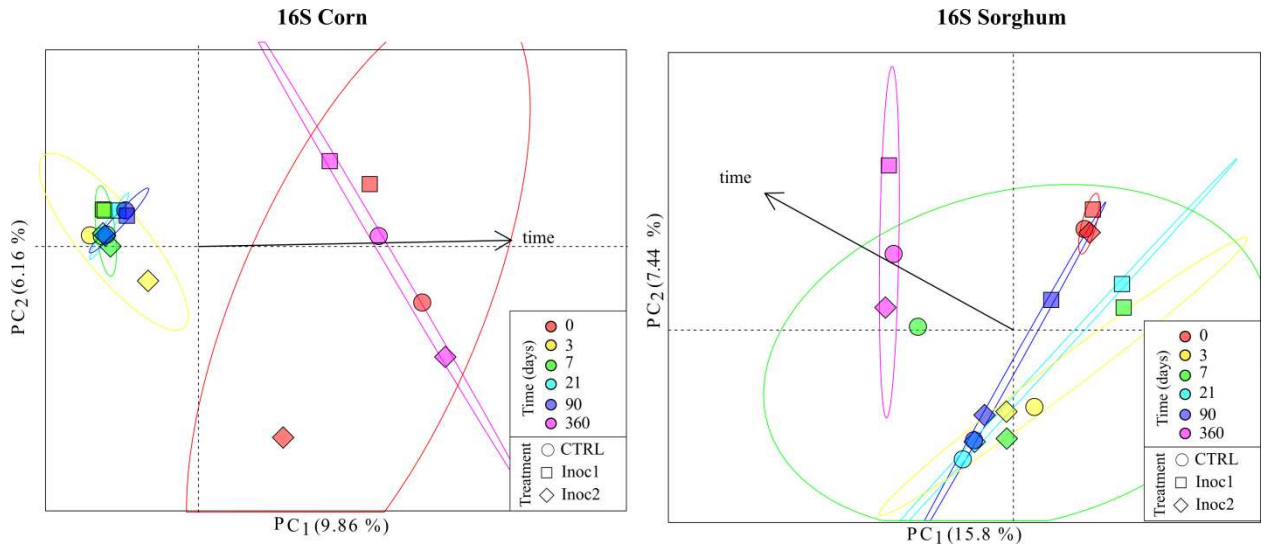 16S Corn
16S Sorghum
PC2 (6.16 %)
time
Time (days)
0
3
7
21
90
360
Treatment
CTRL
Inoc1
Inoc2
PC1 (9.86 %)
PC2 (7.44 %)
time
Time (days)
0
3
7
21
90
360
Treatment
CTRL
Inoc1
Inoc2
PC1 (15.8 %)